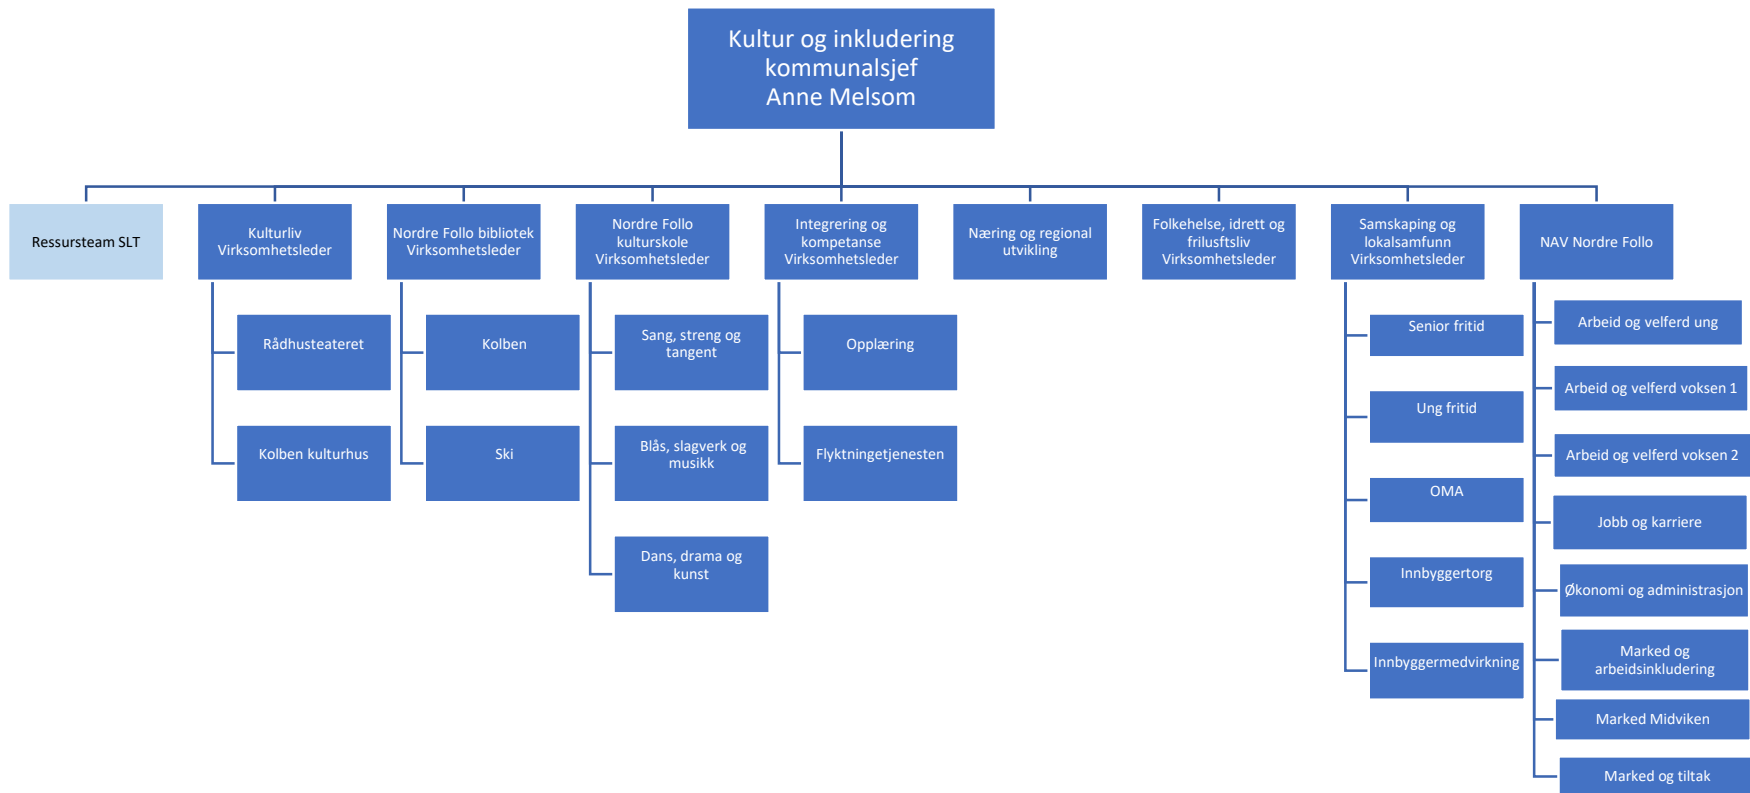 Kultur og inkludering
kommunalsjef
Anne Melsom
Ressursteam SLT
Kulturliv
Virksomhetsleder
Nordre Follo bibliotek
Virksomhetsleder
Nordre Follo
kulturskole
Virksomhetsleder
Integrering og
kompetanse
Virksomhetsleder
Næring og regional
utvikling
Folkehelse, idrett og
frilusftsliv
Virksomhetsleder
Samskaping og
lokalsamfunn
Virksomhetsleder
NAV Nordre Follo
Rådhusteateret
Kolben kulturhus
Kolben
Ski
Sang, streng og
tangent
Blås, slagverk og
musikk
Dans, drama og
kunst
Opplæring
Flyktningetjenesten
Senior fritid
Ung fritid
OMA
Innbyggertorg
Innbyggermedvirkning
Arbeid og velferd ung
Arbeid og velferd voksen 1
Arbeid og velferd voksen 2
Jobb og karriere
Økonomi og administrasjon
Marked og
arbeidsinkludering
Marked Midviken
Marked og tiltak